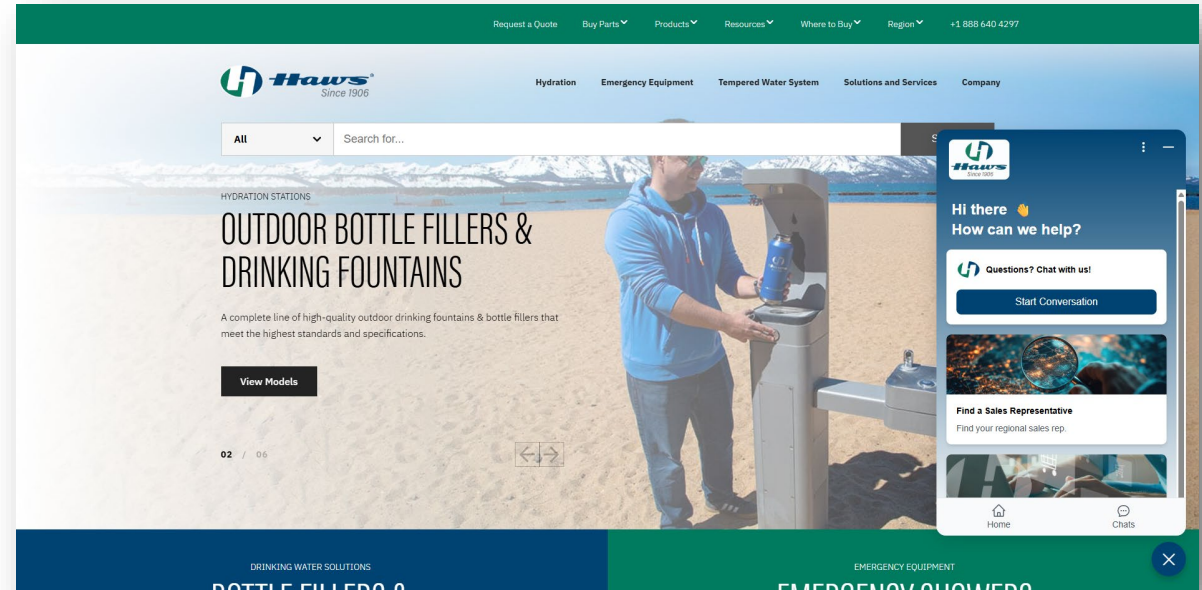 Request a Quote
Buy Parts
Products
Resources
Where to Buy
Region
+1 888 640 4297
Haws®
Since 1906
Hydration
Emergency Equipment
Tempered Water System
Solutions and Services
Company
All
Search for...
HYDRATION STATIONS
OUTDOOR BOTTLE FILLERS &
DRINKING FOUNTAINS
A complete line of high-quality outdoor drinking fountains & bottle fillers that
meet the highest standards and specifications.
View Models
02 / 06
Haws
Since 1906
Hi there 👋
How can we help?
Questions? Chat with us!
Start Conversation
Find a Sales Representative
Find your regional sales rep.
Home
Chats
DRINKING WATER SOLUTIONS
BOTTLE FILLERS &
EMERGENCY EQUIPMENT
EMERGENCY SHOWERS